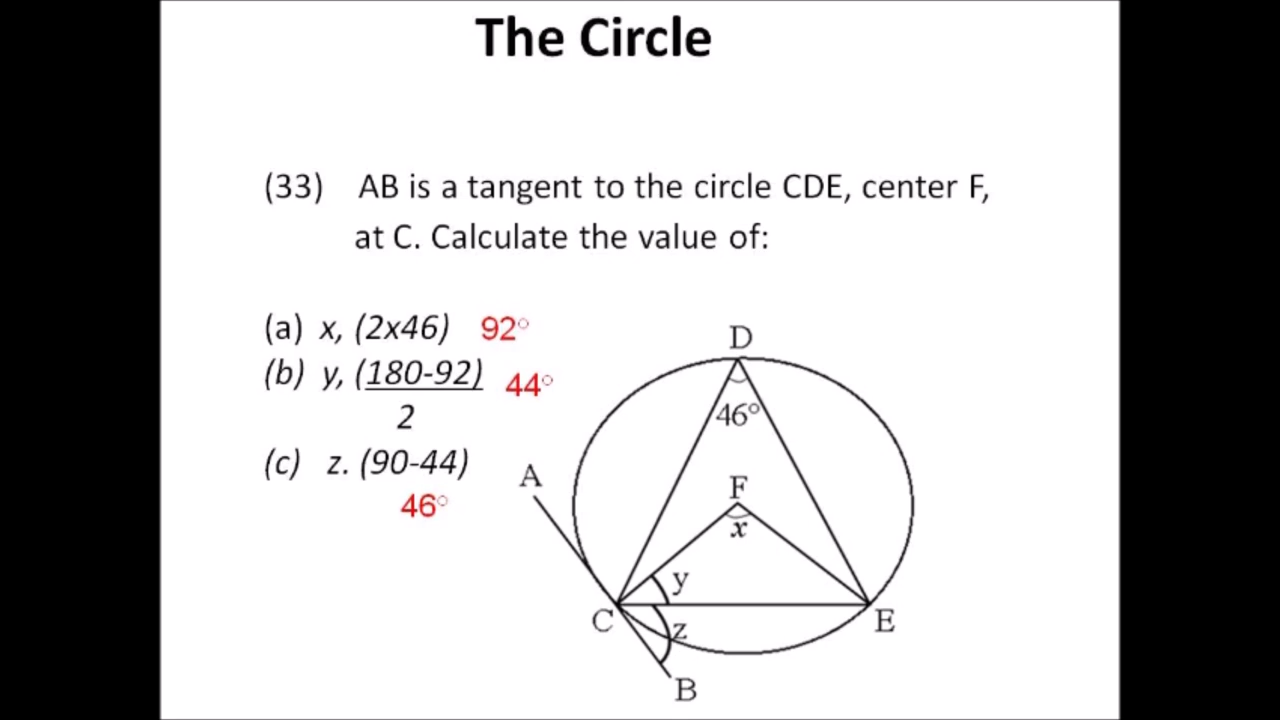 The Circle
(33) AB is a tangent to the circle CDE, center F,
at C. Calculate the value of:
(a) x, (2x46) 92°
(b) y, (180-92) 44°
2
(c) z. (90-44)
46°
D
46°
A
F
x
y
C
E
z
B